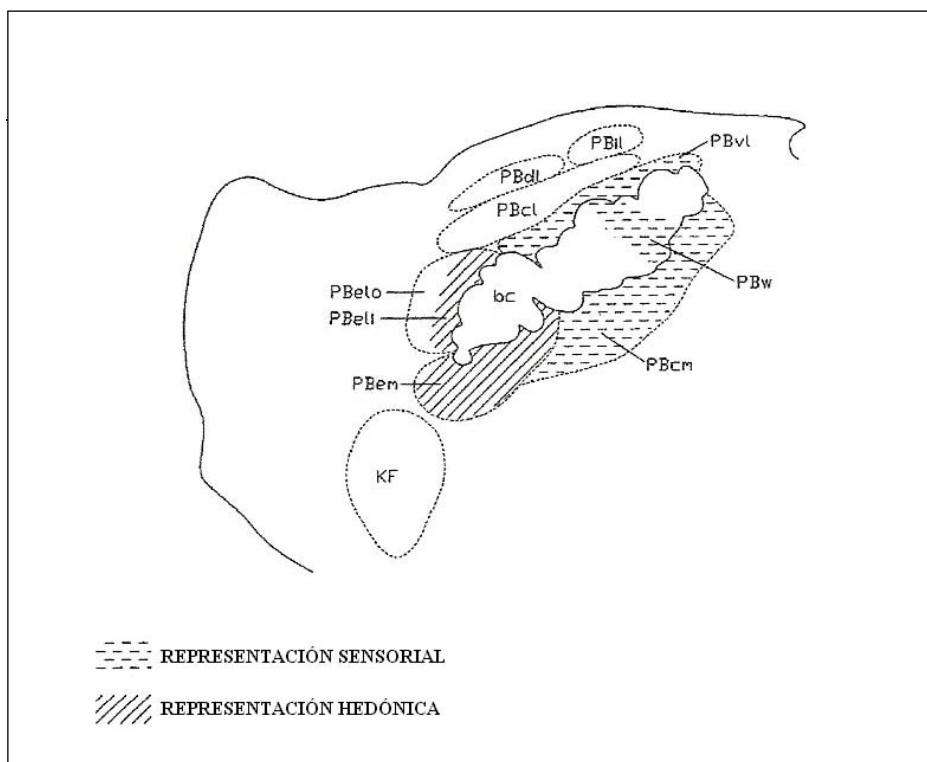 PBil
PBvl
PBdl
PBcl
PBelo
bc
PBw
PBeli
PBcm
PBem
KF
REPRESENTACIÓN SENSORIAL
REPRESENTACIÓN HEDÓNICA